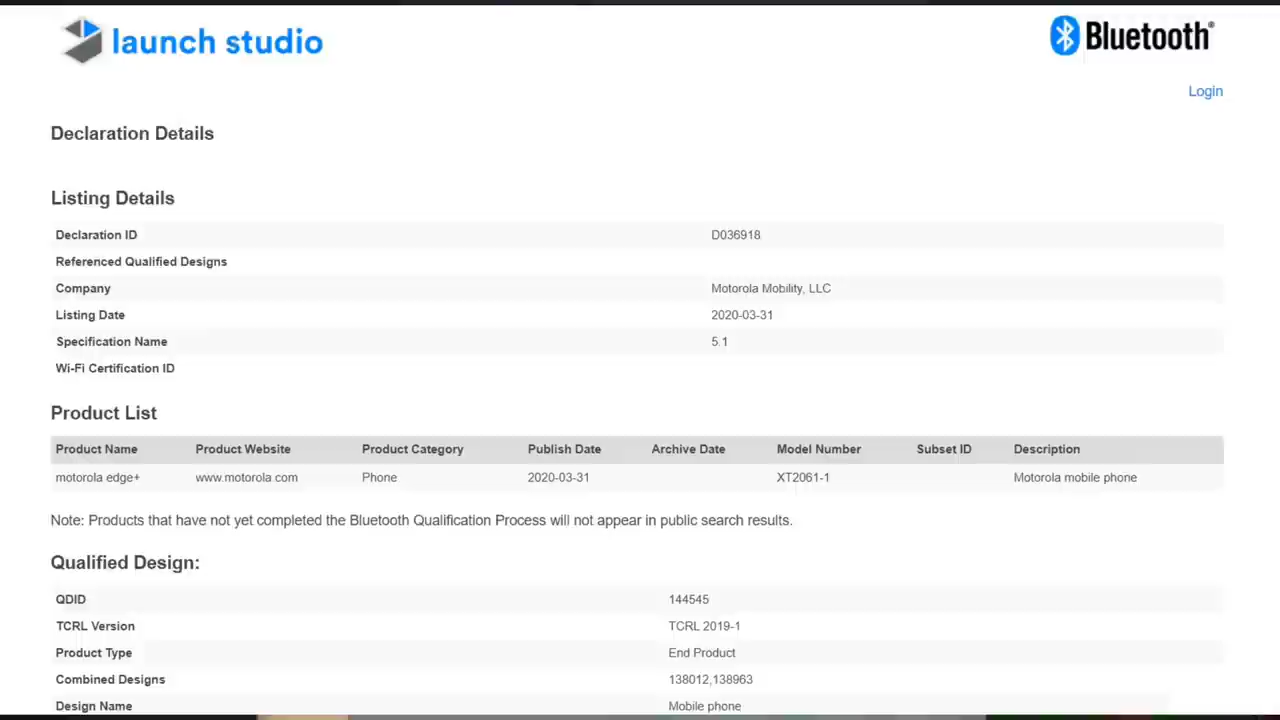 launch studio
Bluetooth®
Login
Declaration Details
Listing Details
Declaration ID D036918
Referenced Qualified Designs
Company Motorola Mobility, LLC
Listing Date 2020-03-31
Specification Name 5.1
Wi-Fi Certification ID
Product List
Product Name Product Website Product Category Publish Date Archive Date Model Number Subset ID Description
motorola edge+ www.motorola.com Phone 2020-03-31 XT2061-1 Motorola mobile phone
Note: Products that have not yet completed the Bluetooth Qualification Process will not appear in public search results.
Qualified Design:
QDID 144545
TCRL Version TCRL 2019-1
Product Type End Product
Combined Designs 138012,138963
Design Name Mobile phone